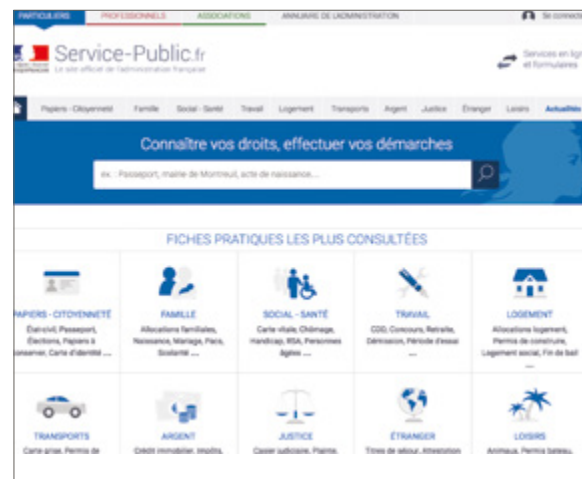 PARTICULIERS PROFESSIONNELS ASSOCIATIONS ANNUAIRE DE L'ADMINISTRATION Se connecte
Service-Public.fr
Le site officiel de l'administration française
Services en lign
et formulaires
Papiers - Citoyenneté Famille Social - Santé Travail Logement Transports Argent Justice Étranger Loisirs Actualités
Connaître vos droits, effectuer vos démarches
ex. : Passeport, mairie de Montreuil, acte de naissance...
FICHES PRATIQUES LES PLUS CONSULTÉES
PAPIERS - CITOYENNETÉ
État-civil, Passeport,
Élections, Papiers à
conserver, Carte d'identité ...
FAMILLE
Allocations familiales,
Naissance, Mariage, Pacs,
Scolarité ...
SOCIAL - SANTÉ
Carte vitale, Chômage,
Handicap, RSA, Personnes
âgées ...
TRAVAIL
CDD, Concours, Retraite,
Démission, Période d'essai
...
LOGEMENT
Allocations logement,
Permis de construire,
Logement social, Fin de bail
...
TRANSPORTS
Carte grise, Permis de
ARGENT
Crédit immobilier, Impôts,
JUSTICE
Casier judiciaire, Plainte,
ÉTRANGER
Titres de séjour, Attestation
LOISIRS
Animaux, Permis bateau,